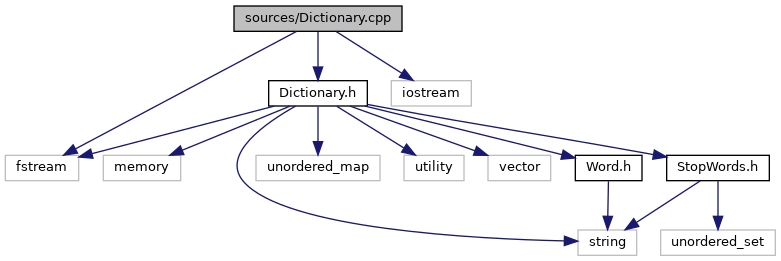 sources/Dictionary.cpp
Dictionary.h
iostream
fstream
memory
unordered_map
utility
vector
Word.h
StopWords.h
string
unordered_set